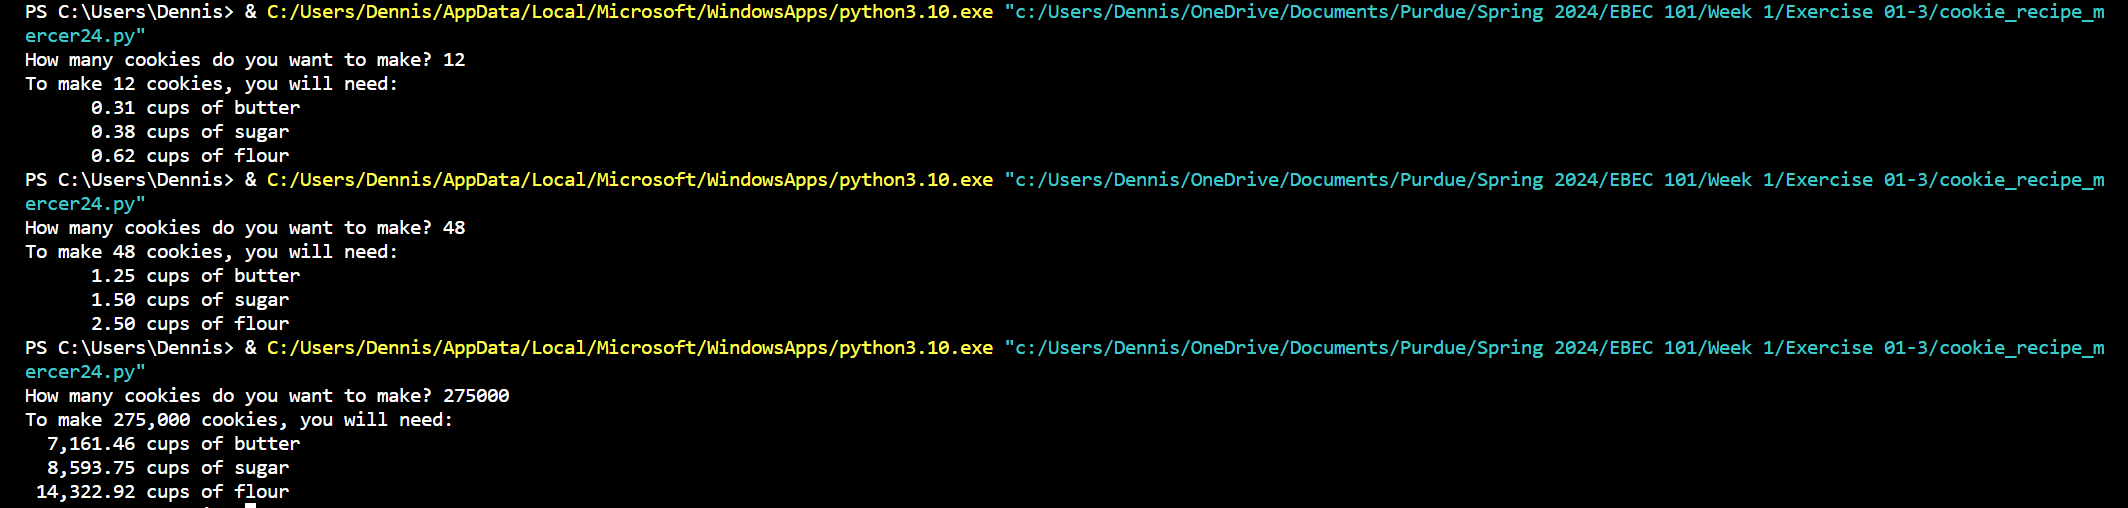 PS C:\Users\Dennis> & C:/Users/Dennis/AppData/Local/Microsoft/WindowsApps/python3.10.exe "c:/Users/Dennis/OneDrive/Documents/Purdue/Spring 2024/EBEC 101/Week 1/Exercise 01-3/cookie_recipe_m
ercer24.py"
How many cookies do you want to make? 12
To make 12 cookies, you will need:
      0.31 cups of butter
      0.38 cups of sugar
      0.62 cups of flour
PS C:\Users\Dennis> & C:/Users/Dennis/AppData/Local/Microsoft/WindowsApps/python3.10.exe "c:/Users/Dennis/OneDrive/Documents/Purdue/Spring 2024/EBEC 101/Week 1/Exercise 01-3/cookie_recipe_m
ercer24.py"
How many cookies do you want to make? 48
To make 48 cookies, you will need:
      1.25 cups of butter
      1.50 cups of sugar
      2.50 cups of flour
PS C:\Users\Dennis> & C:/Users/Dennis/AppData/Local/Microsoft/WindowsApps/python3.10.exe "c:/Users/Dennis/OneDrive/Documents/Purdue/Spring 2024/EBEC 101/Week 1/Exercise 01-3/cookie_recipe_m
ercer24.py"
How many cookies do you want to make? 275000
To make 275,000 cookies, you will need:
  7,161.46 cups of butter
  8,593.75 cups of sugar
 14,322.92 cups of flour